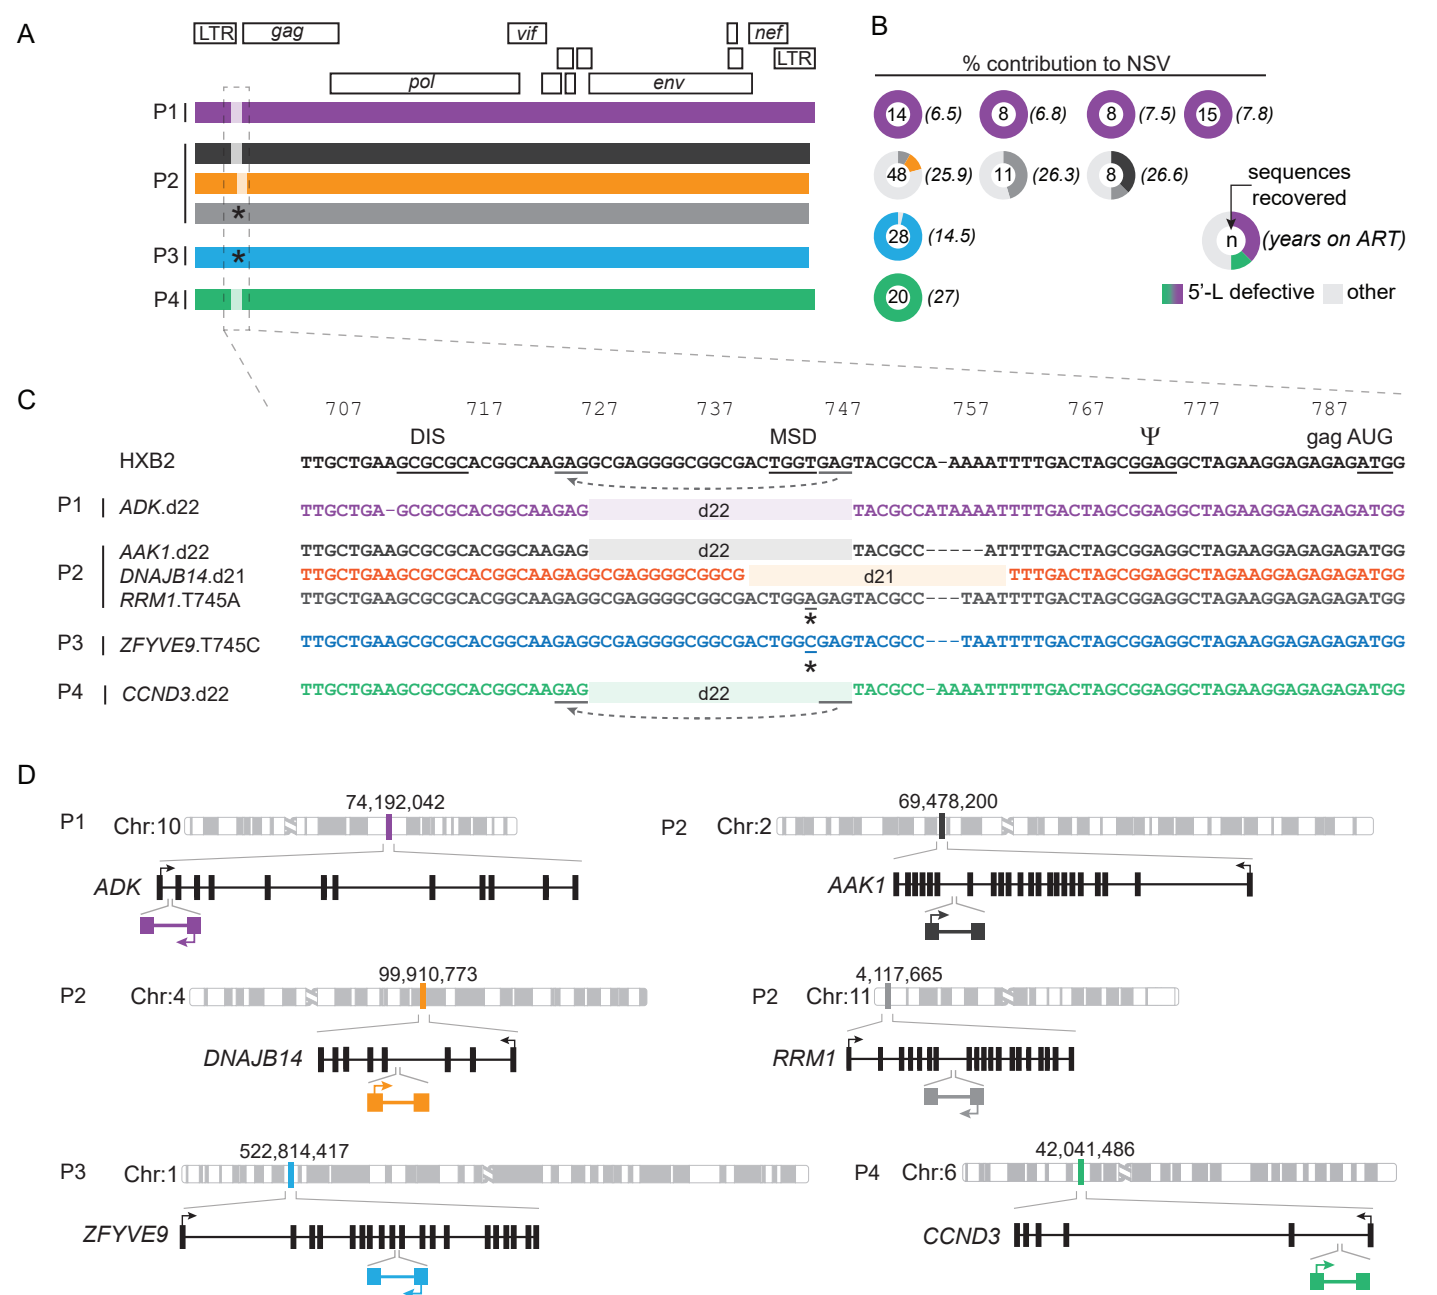 A
LTR gag vif nef
LTR
pol env
P1
P2
*
P3 *
P4
B
% contribution to NSV
14 (6.5) 8 (6.8) 8 (7.5) 15 (7.8)
48 (25.9) 11 (26.3) 8 (26.6)
28 (14.5)
20 (27)
sequences
recovered
n (years on ART)
5'-L defective other
C
707 717 727 737 747 757 767 777 787
DIS MSD Ψ gag AUG
HXB2 TTGCTGAAGCGCGCACGGCAAGAGGCGAGGGGCGGCGACTGGTGAGTACGCCA-AAAATTTTGACTAGCGGAGGCTAGAAGGAGAGAGATGG
P1 ADK.d22 TTGCTGA-GCGCGCACGGCAAGAG d22 TACGCCATAAAATTTTGACTAGCGGAGGCTAGAAGGAGAGAGATGG
P2
AAK1.d22 TTGCTGAAGCGCGCACGGCAAGAG d22 TACGCC-----ATTTTGACTAGCGGAGGCTAGAAGGAGAGAGATGG
DNAJB14.d21 TTGCTGAAGCGCGCACGGCAAGAGGCGAGGGGCGGCG d21 TTTGACTAGCGGAGGCTAGAAGGAGAGAGATGG
RRM1.T745A TTGCTGAAGCGCGCACGGCAAGAGGCGAGGGGCGGCGACTGGAGAGTACGCC---TAATTTTGACTAGCGGAGGCTAGAAGGAGAGAGATGG
*
P3 ZFYVE9.T745C TTGCTGAAGCGCGCACGGCAAGAGGCGAGGGGCGGCGACTGGCGAGTACGCC---TAATTTTGACTAGCGGAGGCTAGAAGGAGAGAGATGG
*
P4 CCND3.d22 TTGCTGAAGCGCGCACGGCAAGAG d22 TACGCC-AAAATTTTGACTAGCGGAGGCTAGAAGGAGAGAGATGG
D
74,192,042
P1 Chr:10
ADK
69,478,200
P2 Chr:2
AAK1
99,910,773
P2 Chr:4
DNAJB14
4,117,665
P2 Chr:11
RRM1
522,814,417
P3 Chr:1
ZFYVE9
42,041,486
P4 Chr:6
CCND3